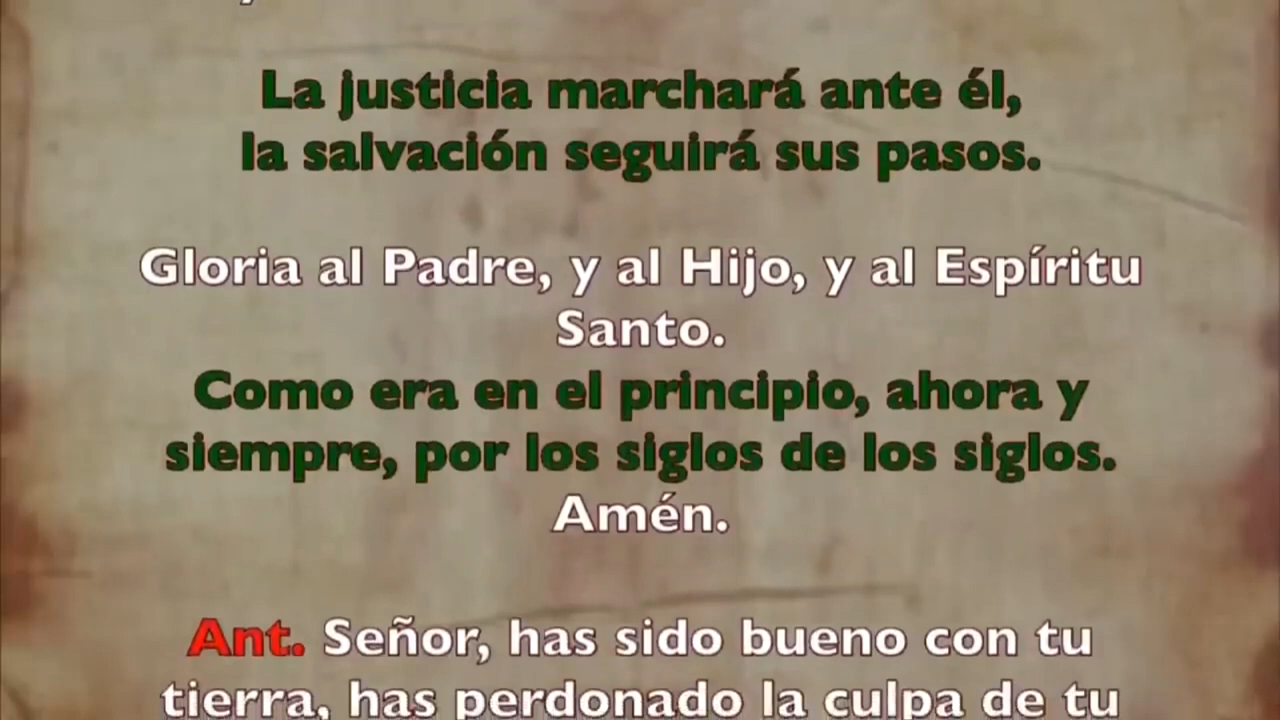 La justicia marchará ante él,
la salvación seguirá sus pasos.
Gloria al Padre, y al Hijo, y al Espíritu
Santo.
Como era en el principio, ahora y
siempre, por los siglos de los siglos.
Amén.
Ant. Señor, has sido bueno con tu
tierra, has perdonado la culpa de tu